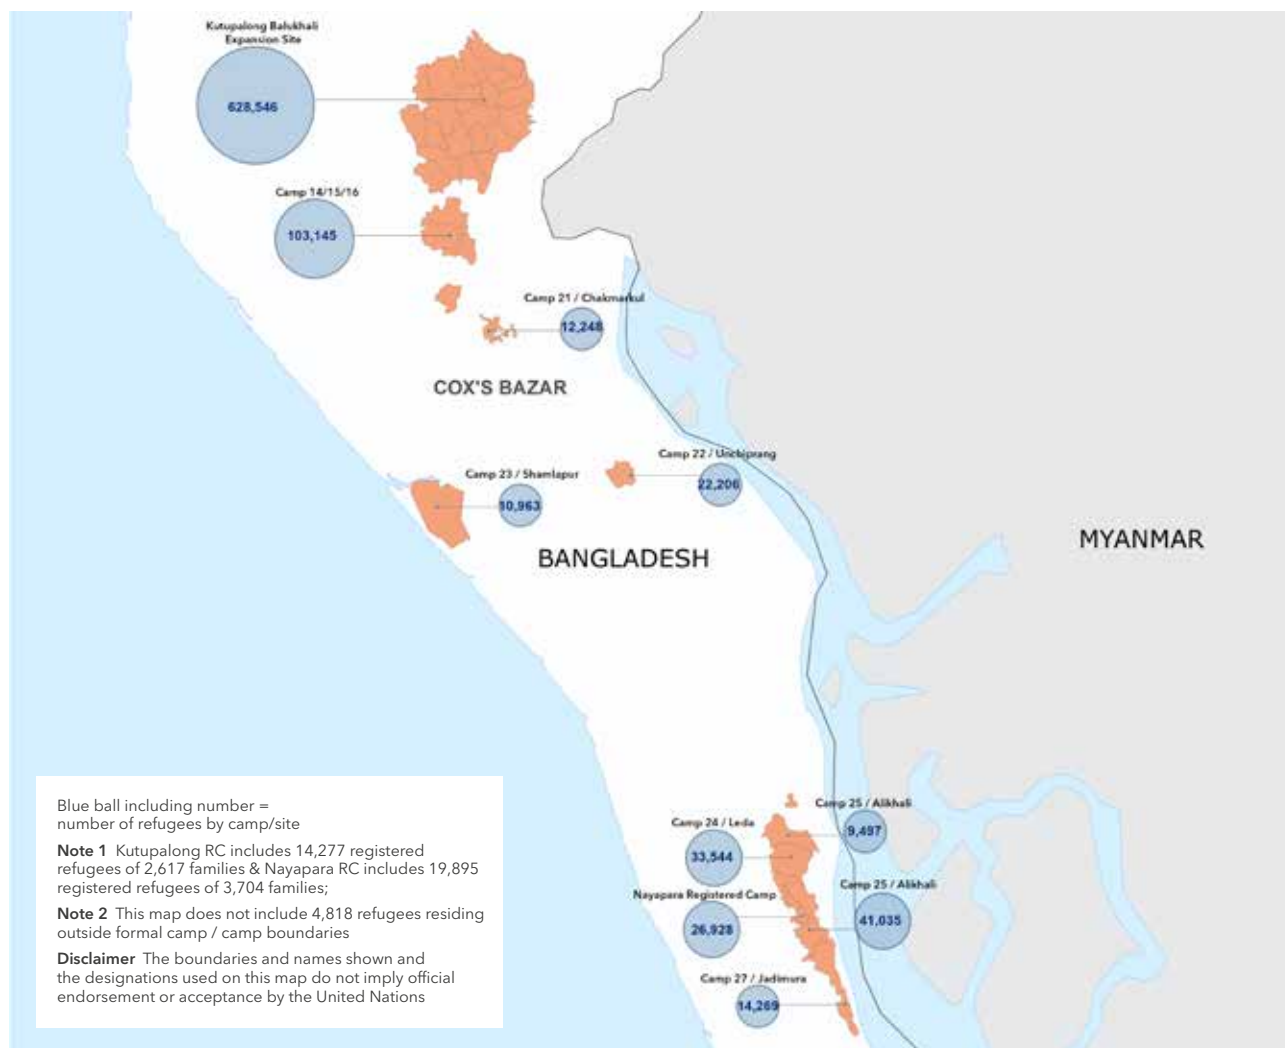 Kutupalong Balukhali
Expansion Site
628,546
Camp 14/15/16
103,145
Camp 21 / Chakmarkul
12,248
COX'S BAZAR
Camp 22 / Unchiprang
22,206
Camp 23 / Shamlapur
10,963
BANGLADESH
MYANMAR
Camp 25 / Alikhali
9,497
Camp 24 / Leda
33,544
Camp 25 / Alikhali
41,035
Nayapara Registered Camp
26,928
Camp 27 / Jadimura
14,269
Blue ball including number =
number of refugees by camp/site
Note 1 Kutupalong RC includes 14,277 registered
refugees of 2,617 families & Nayapara RC includes 19,895
registered refugees of 3,704 families;
Note 2 This map does not include 4,818 refugees residing
outside formal camp / camp boundaries
Disclaimer The boundaries and names shown and
the designations used on this map do not imply official
endorsement or acceptance by the United Nations